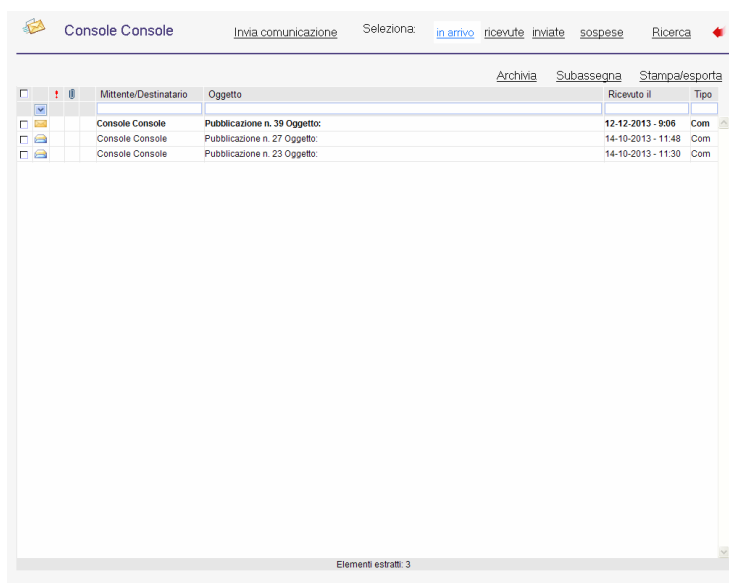 Console Console Invia comunicazione Seleziona: in arrivo ricevute inviate sospese Ricerca
Archivia Subassegna Stampa/esporta
! Mittente/Destinatario Oggetto Ricevuto il Tipo
Console Console Pubblicazione n. 39 Oggetto: 12-12-2013 - 9:06 Com
Console Console Pubblicazione n. 27 Oggetto: 14-10-2013 - 11:48 Com
Console Console Pubblicazione n. 23 Oggetto: 14-10-2013 - 11:30 Com
Elementi estratti: 3